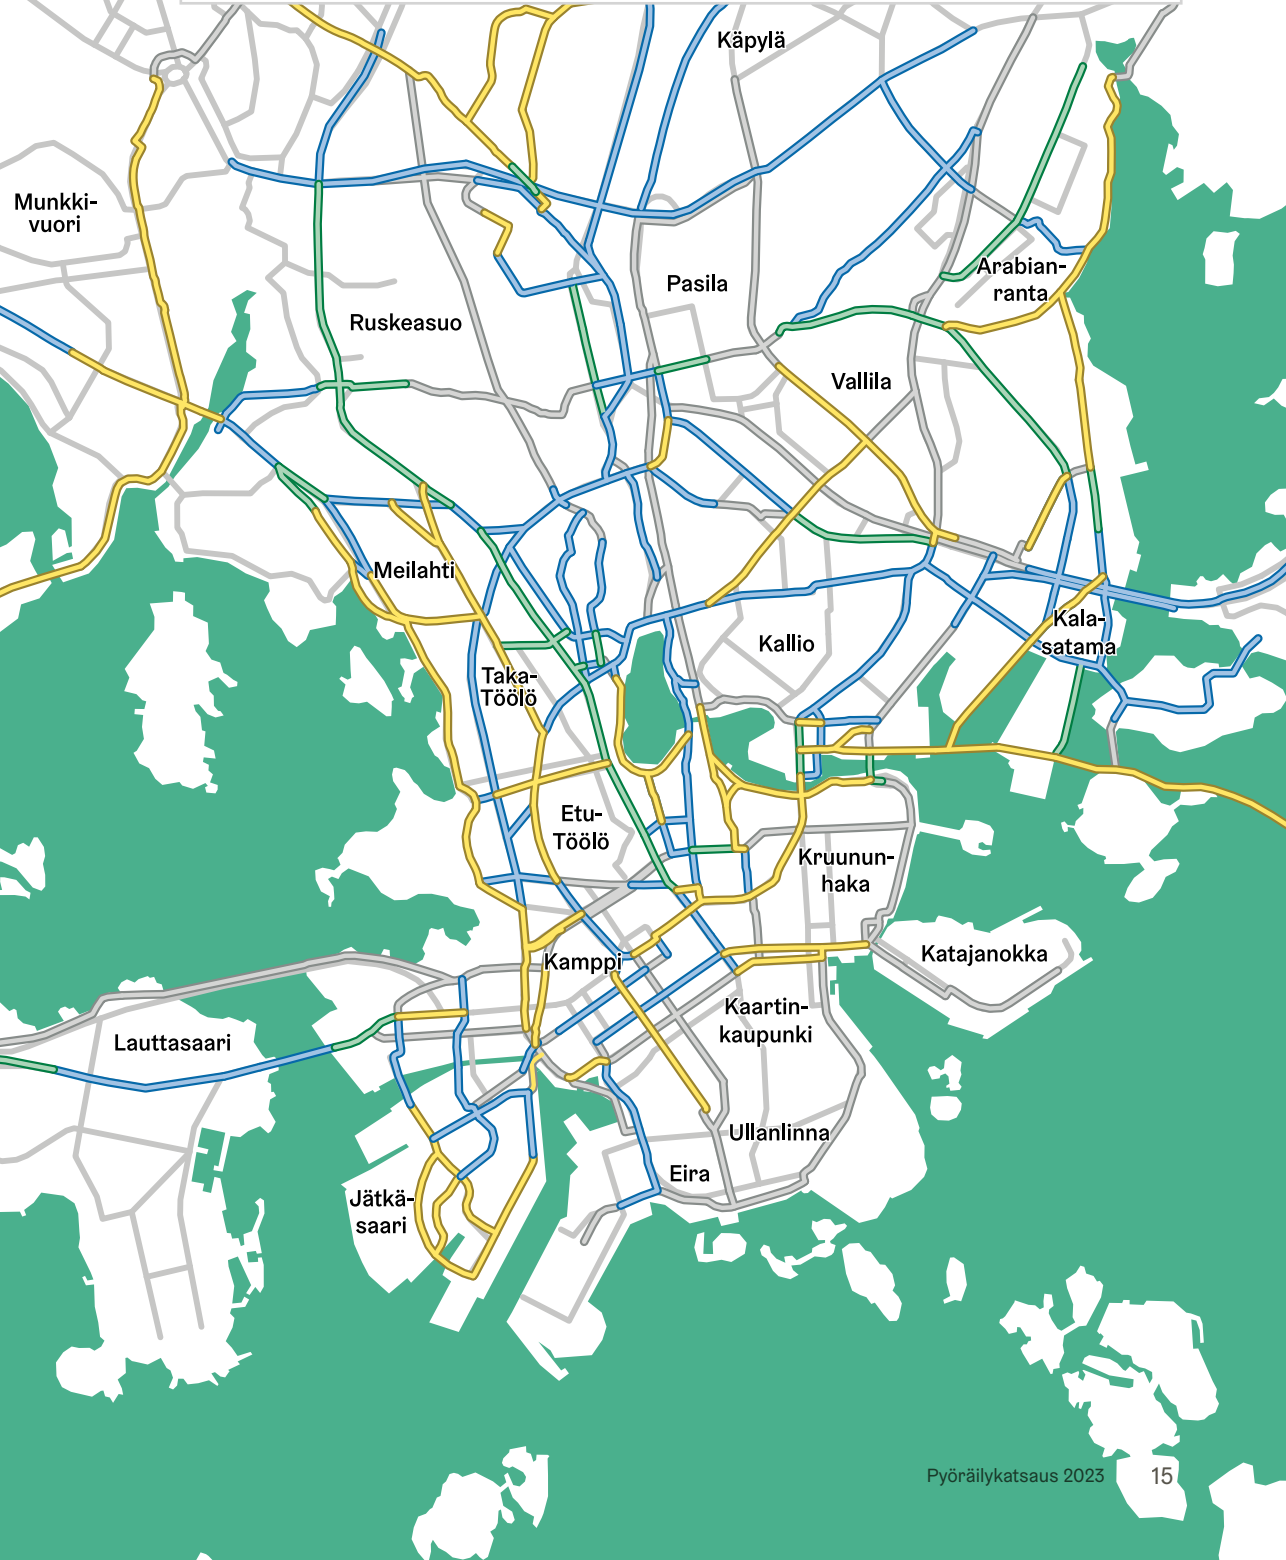 Käpylä
Munkki-
vuori
Pasila
Arabian-
ranta
Ruskeasuo
Vallila
Meilahti
Kala-
satama
Kallio
Taka-
Töölö
Etu-
Töölö
Kruunun-
haka
Katajanokka
Kamppi
Kaartin-
kaupunki
Lauttasaari
Ullanlinna
Eira
Jätkä-
saari
Pyöräilykatsaus 2023 15